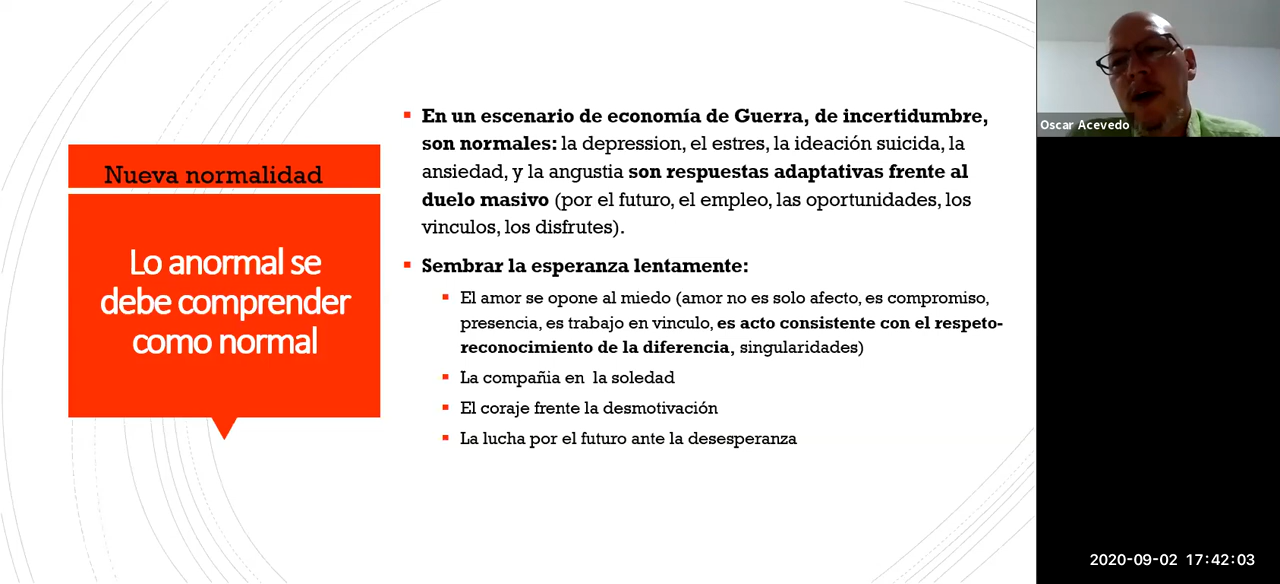 Nueva normalidad
Lo anormal se
debe comprender
como normal
En un escenario de economía de Guerra, de incertidumbre,
son normales: la depression, el estres, la ideación suicida, la
ansiedad, y la angustia son respuestas adaptativas frente al
duelo masivo (por el futuro, el empleo, las oportunidades, los
vinculos, los disfrutes).
Sembrar la esperanza lentamente:
El amor se opone al miedo (amor no es solo afecto, es compromiso,
presencia, es trabajo en vinculo, es acto consistente con el respeto-
reconocimiento de la diferencia, singularidades)
La compañia en la soledad
El coraje frente la desmotivación
La lucha por el futuro ante la desesperanza
Oscar Acevedo
2020-09-02 17:42:03